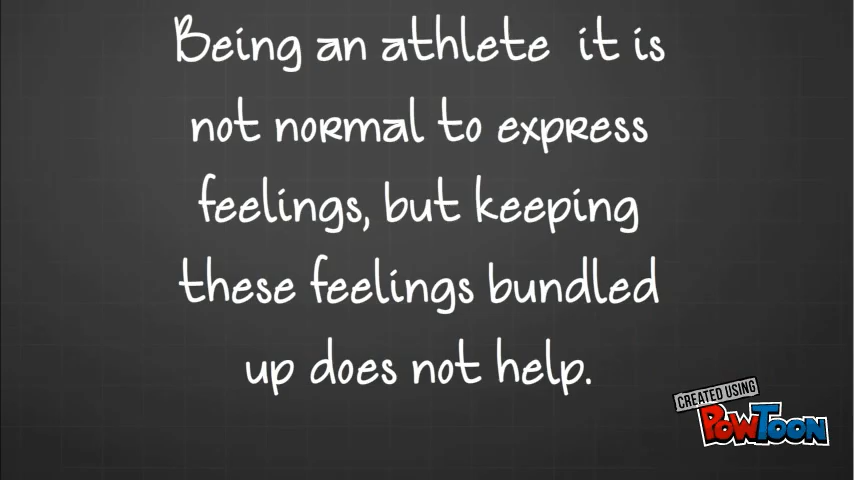 Being an athlete it is
not normal to express
feelings, but keeping
these feelings bundled
up does not help.
CREATED USING
POWTOON